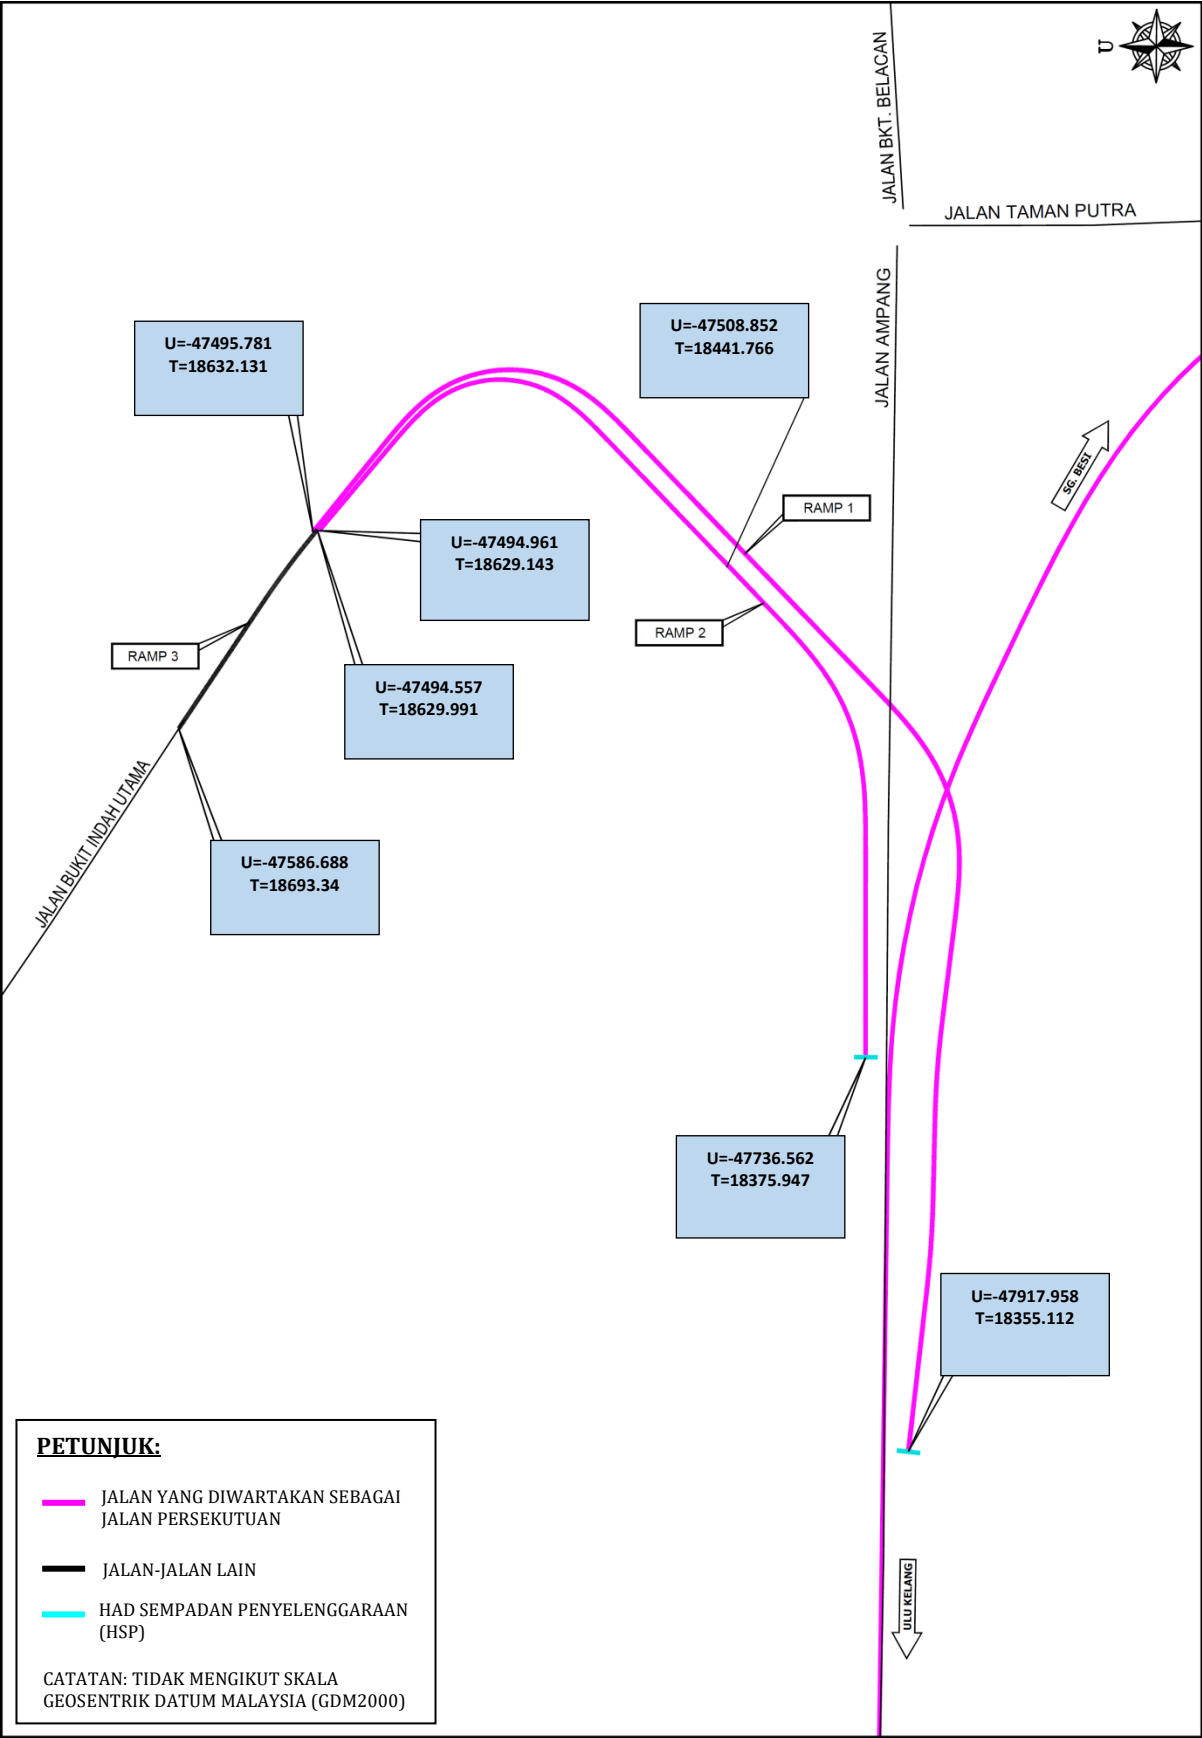 U
JALAN BKT. BELACAN
JALAN TAMAN PUTRA
JALAN AMPANG
U=-47495.781
T=18632.131
U=-47508.852
T=18441.766
SG. BESI
RAMP 1
U=-47494.961
T=18629.143
RAMP 2
RAMP 3
U=-47494.557
T=18629.991
JALAN BUKIT INDAH UTAMA
U=-47586.688
T=18693.34
U=-47736.562
T=18375.947
U=-47917.958
T=18355.112
ULU KELANG
PETUNJUK:
JALAN YANG DIWARTAKAN SEBAGAI
JALAN PERSEKUTUAN
JALAN-JALAN LAIN
HAD SEMPADAN PENYELENGGARAAN
(HSP)
CATATAN: TIDAK MENGIKUT SKALA
GEOSENTRIK DATUM MALAYSIA (GDM2000)